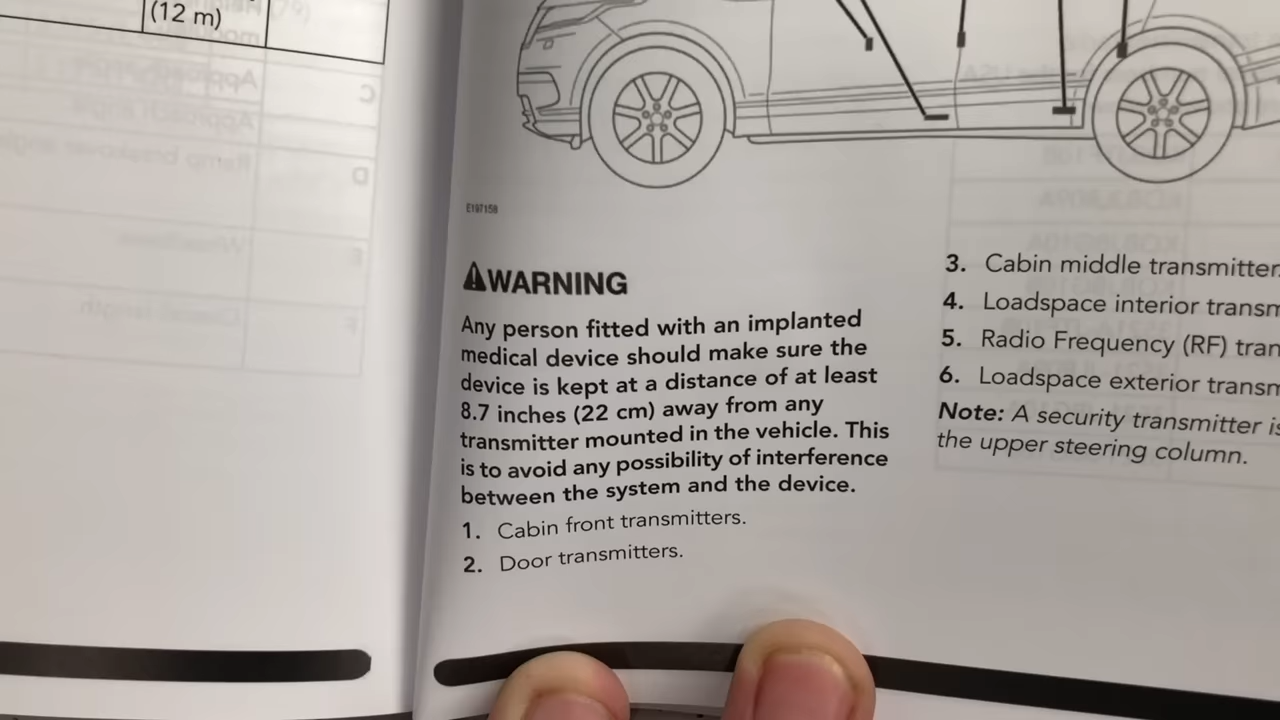 (12 m)
E197158
WARNING
Any person fitted with an implanted
medical device should make sure the
device is kept at a distance of at least
8.7 inches (22 cm) away from any
transmitter mounted in the vehicle. This
is to avoid any possibility of interference
between the system and the device.
1. Cabin front transmitters.
2. Door transmitters.
3. Cabin middle transmitter.
4. Loadspace interior
5. Radio Frequency (RF)
6. Loadspace exterior
Note: A security transmitter is
the upper steering column.